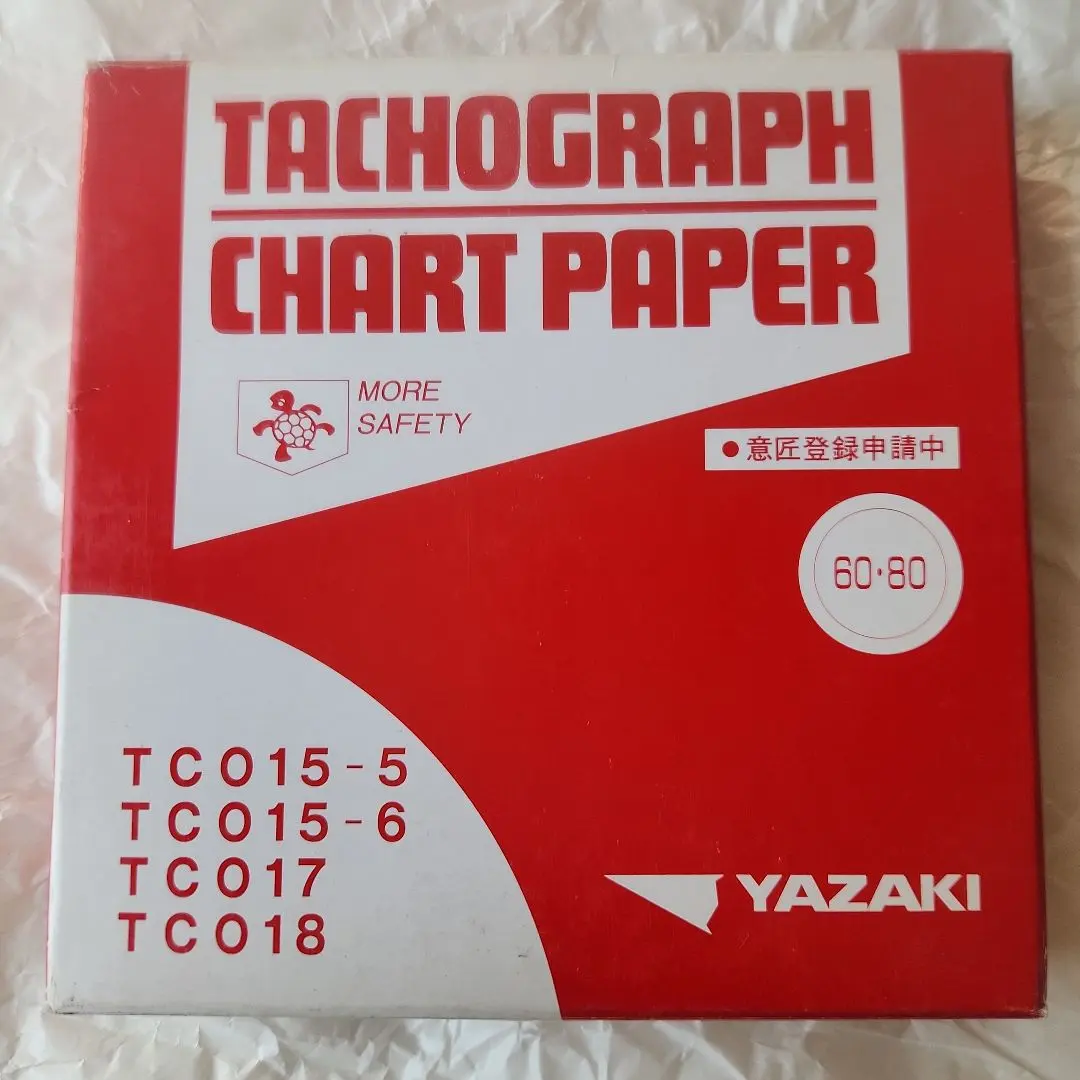 TACHOGRAPH
CHART PAPER
MORE
SAFETY
●意匠登録申請中
60・80
TCO15-5
TCO15-6
TCO17
TCO18
YAZAKI